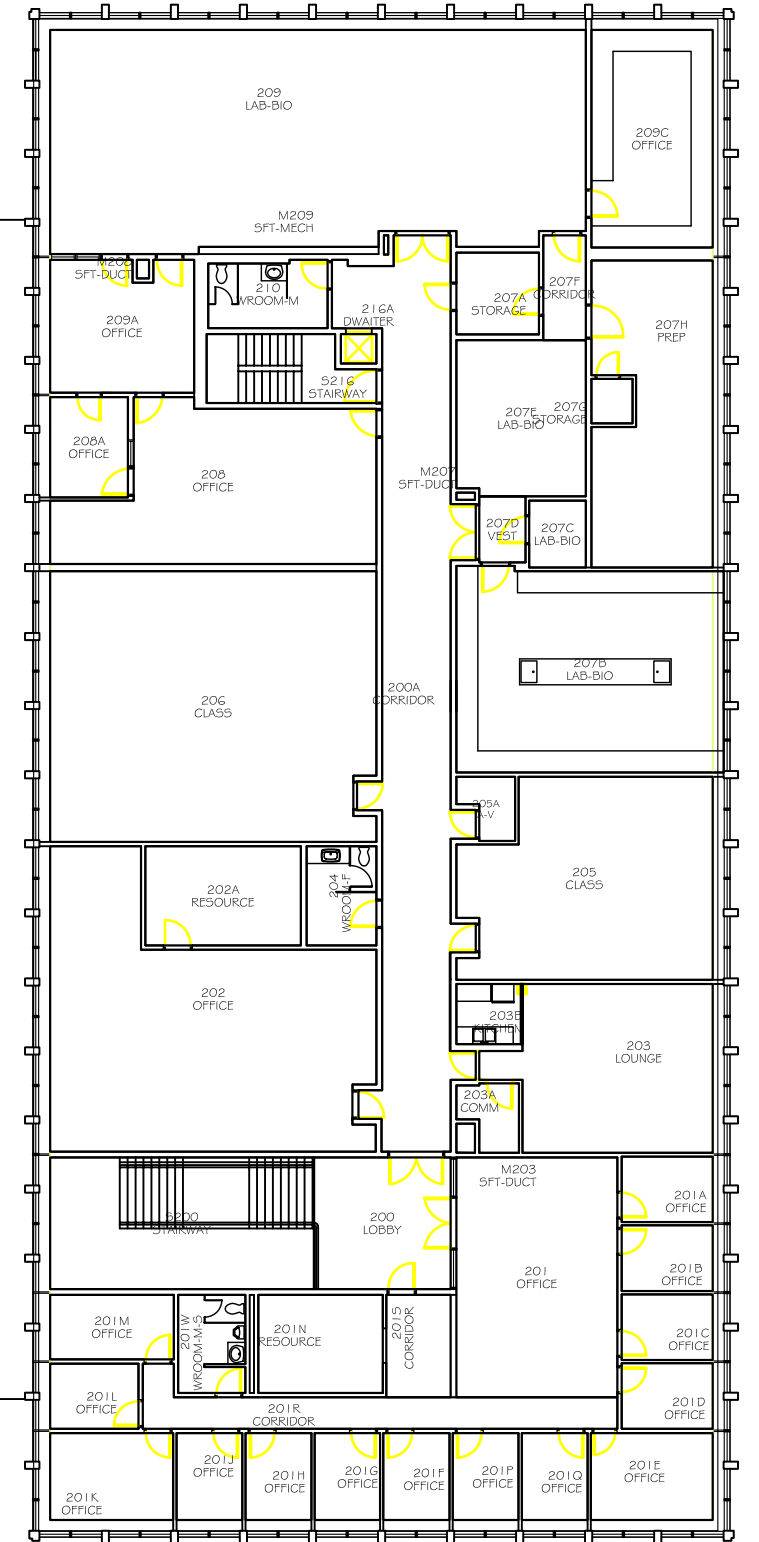 209
LAB-BIO
209C
OFFICE
M209
SFT-MECH
SFT-DUCT
209A
OFFICE
210
WROOM-M
216A
DWAITER
207A
STORAGE
207F
CORRIDOR
207H
PREP
S216
STAIRWAY
207E
LAB-BIO
207G
STORAGE
208A
OFFICE
208
OFFICE
M207
SFT-DUCT
207D
VEST
207C
LAB-BIO
207B
LAB-BIO
206
CLASS
200A
CORRIDOR
205A
A-V
205
CLASS
202A
RESOURCE
204
WROOM-F
202
OFFICE
203B
KITCHEN
203
LOUNGE
203A
COMM
M203
SFT-DUCT
S200
STAIRWAY
200
LOBBY
201
OFFICE
201A
OFFICE
201B
OFFICE
201C
OFFICE
201D
OFFICE
201M
OFFICE
201W
WROOM-M-S
201N
RESOURCE
201S
CORRIDOR
201L
OFFICE
201R
CORRIDOR
201K
OFFICE
201J
OFFICE
201H
OFFICE
201G
OFFICE
201F
OFFICE
201P
OFFICE
201Q
OFFICE
201E
OFFICE